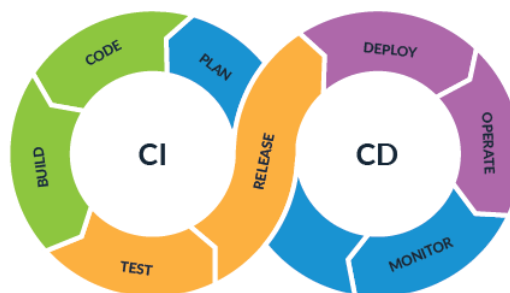 CODE
PLAN
DEPLOY
CI
CD
BUILD
RELEASE
OPERATE
TEST
MONITOR